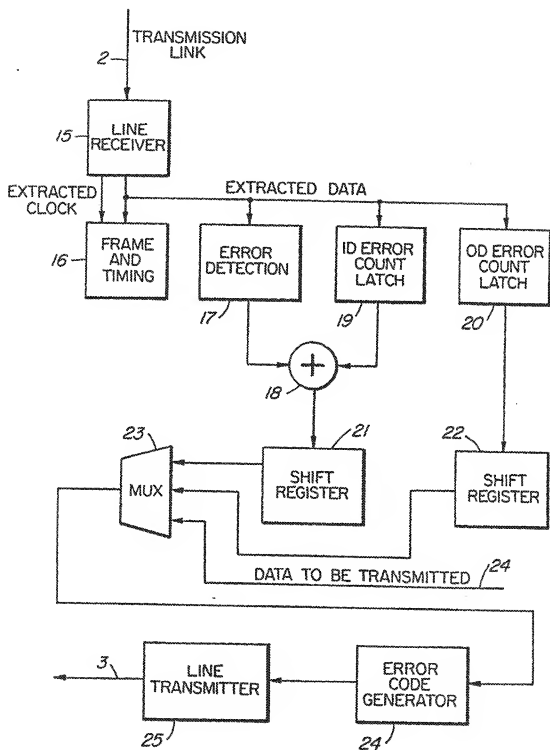 TRANSMISSION
LINK
2
15
LINE
RECEIVER
EXTRACTED
CLOCK
EXTRACTED DATA
16
FRAME
AND
TIMING
ERROR
DETECTION
17
ID ERROR
COUNT
LATCH
19
OD ERROR
COUNT
LATCH
20
+
18
23
MUX
21
SHIFT
REGISTER
22
SHIFT
REGISTER
DATA TO BE TRANSMITTED
24
3
LINE
TRANSMITTER
25
ERROR
CODE
GENERATOR
24